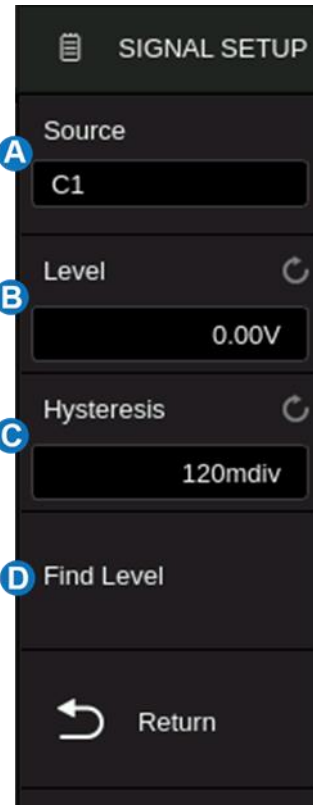 SIGNAL SETUP
Source
A
C1
Level
B
0.00V
Hysteresis
C
120mdiv
D Find Level
Return